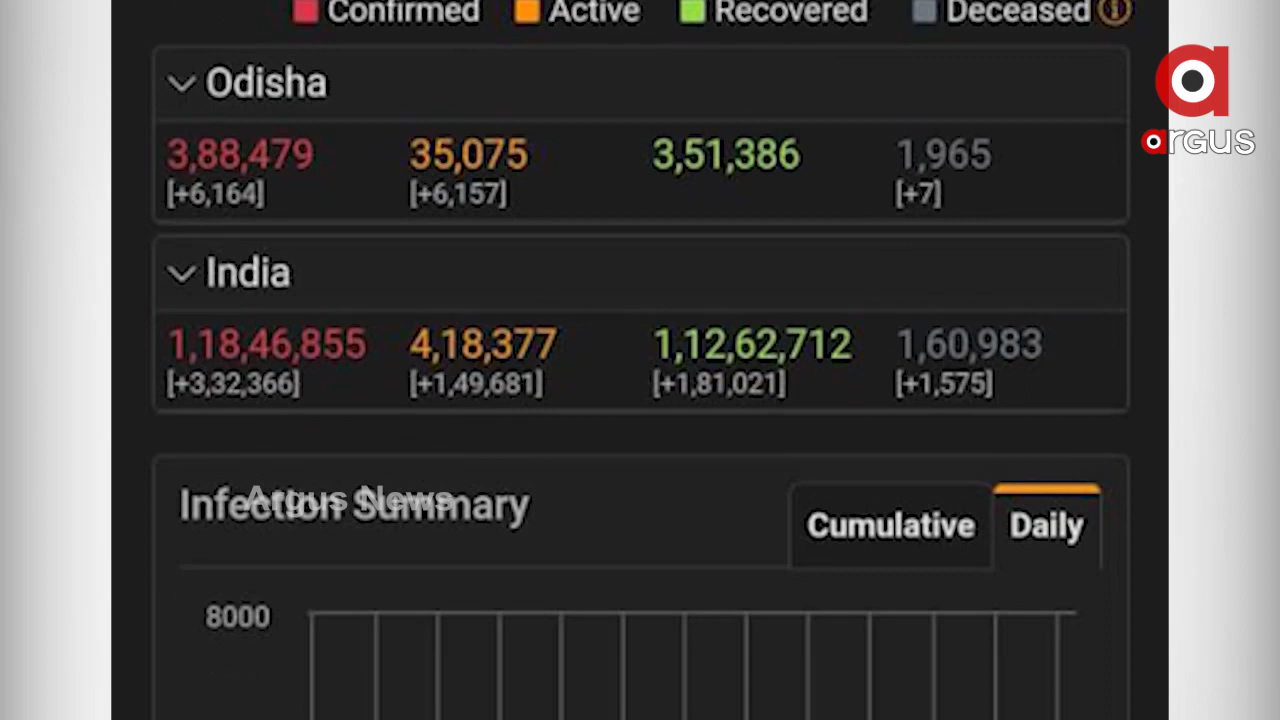 Confirmed Active Recovered Deceased
Odisha
3,88,479 35,075 3,51,386 1,965
[+6,164] [+6,157] [+7]
India
1,18,46,855 4,18,377 1,12,62,712 1,60,983
[+3,32,366] [+1,49,681] [+1,81,021] [+1,575]
Infection Summary
Argus News
Cumulative Daily
8000
a
argus